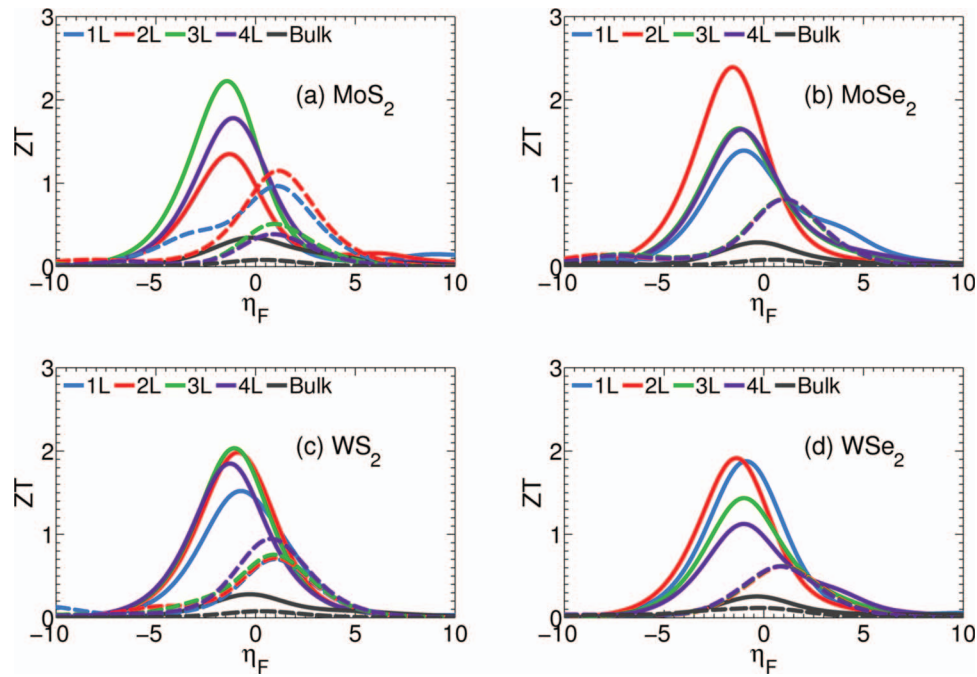 3
1L 2L 3L 4L Bulk
2
(a) MoS2
ZT
1
0
-10 -5 0 5 10
ηF
3
1L 2L 3L 4L Bulk
2
(b) MoSe2
ZT
1
0
-10 -5 0 5 10
ηF
3
1L 2L 3L 4L Bulk
2
(c) WS2
ZT
1
0
-10 -5 0 5 10
ηF
3
1L 2L 3L 4L Bulk
2
(d) WSe2
ZT
1
0
-10 -5 0 5 10
ηF